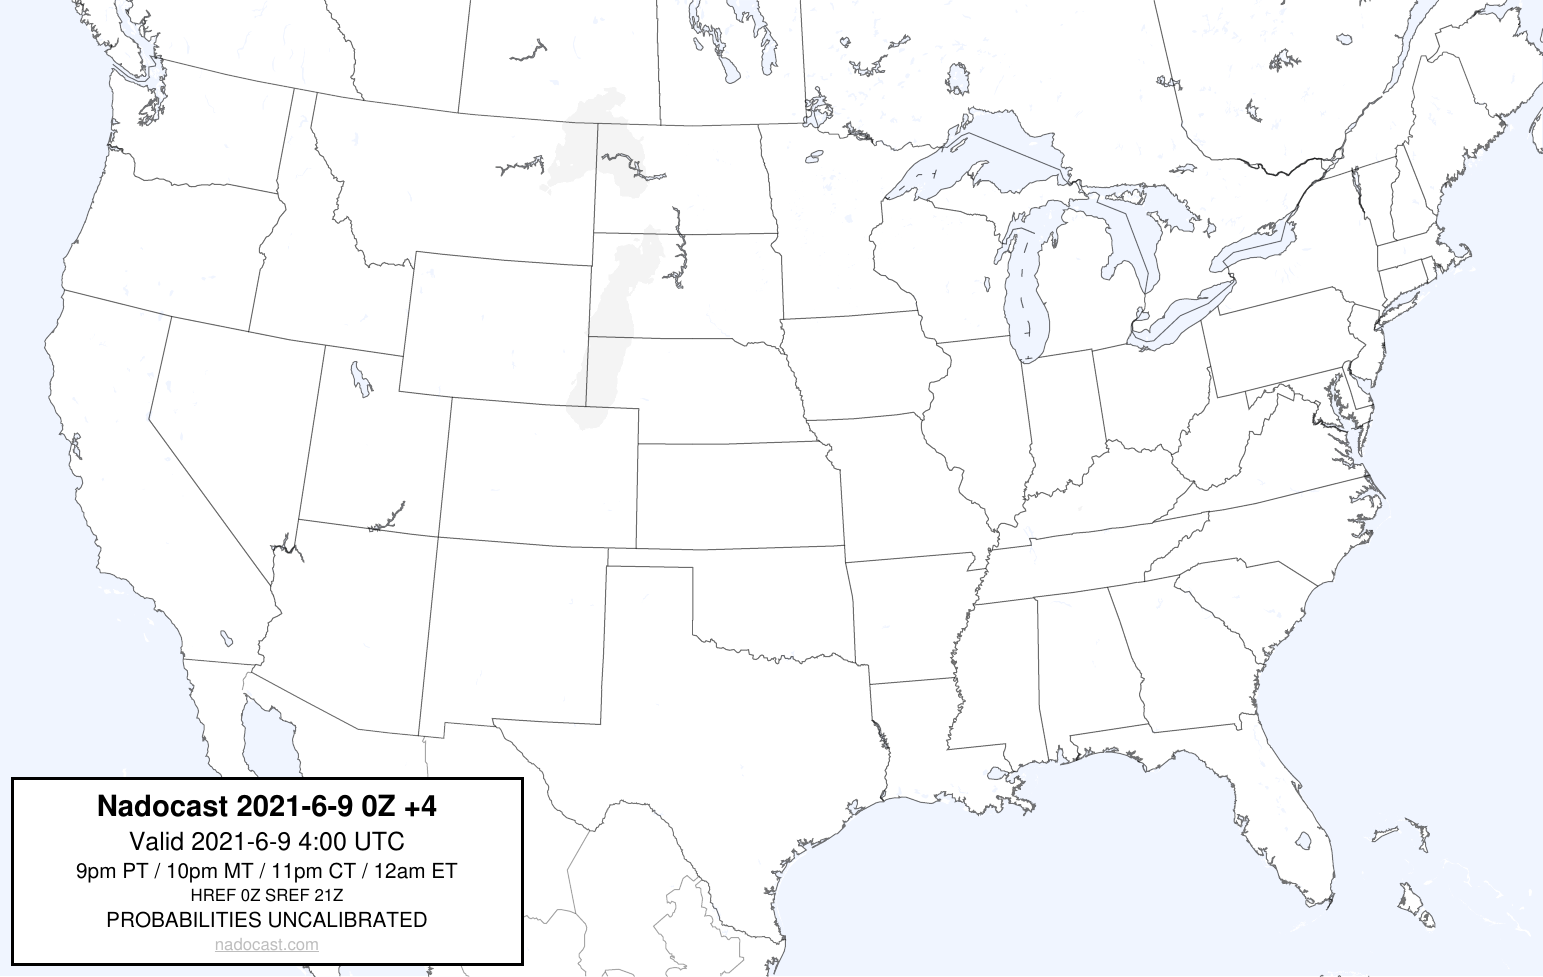 Nadocast 2021-6-9 0Z +4
Valid 2021-6-9 4:00 UTC
9pm PT / 10pm MT / 11pm CT / 12am ET
HREF 0Z SREF 21Z
PROBABILITIES UNCALIBRATED
nadocast.com